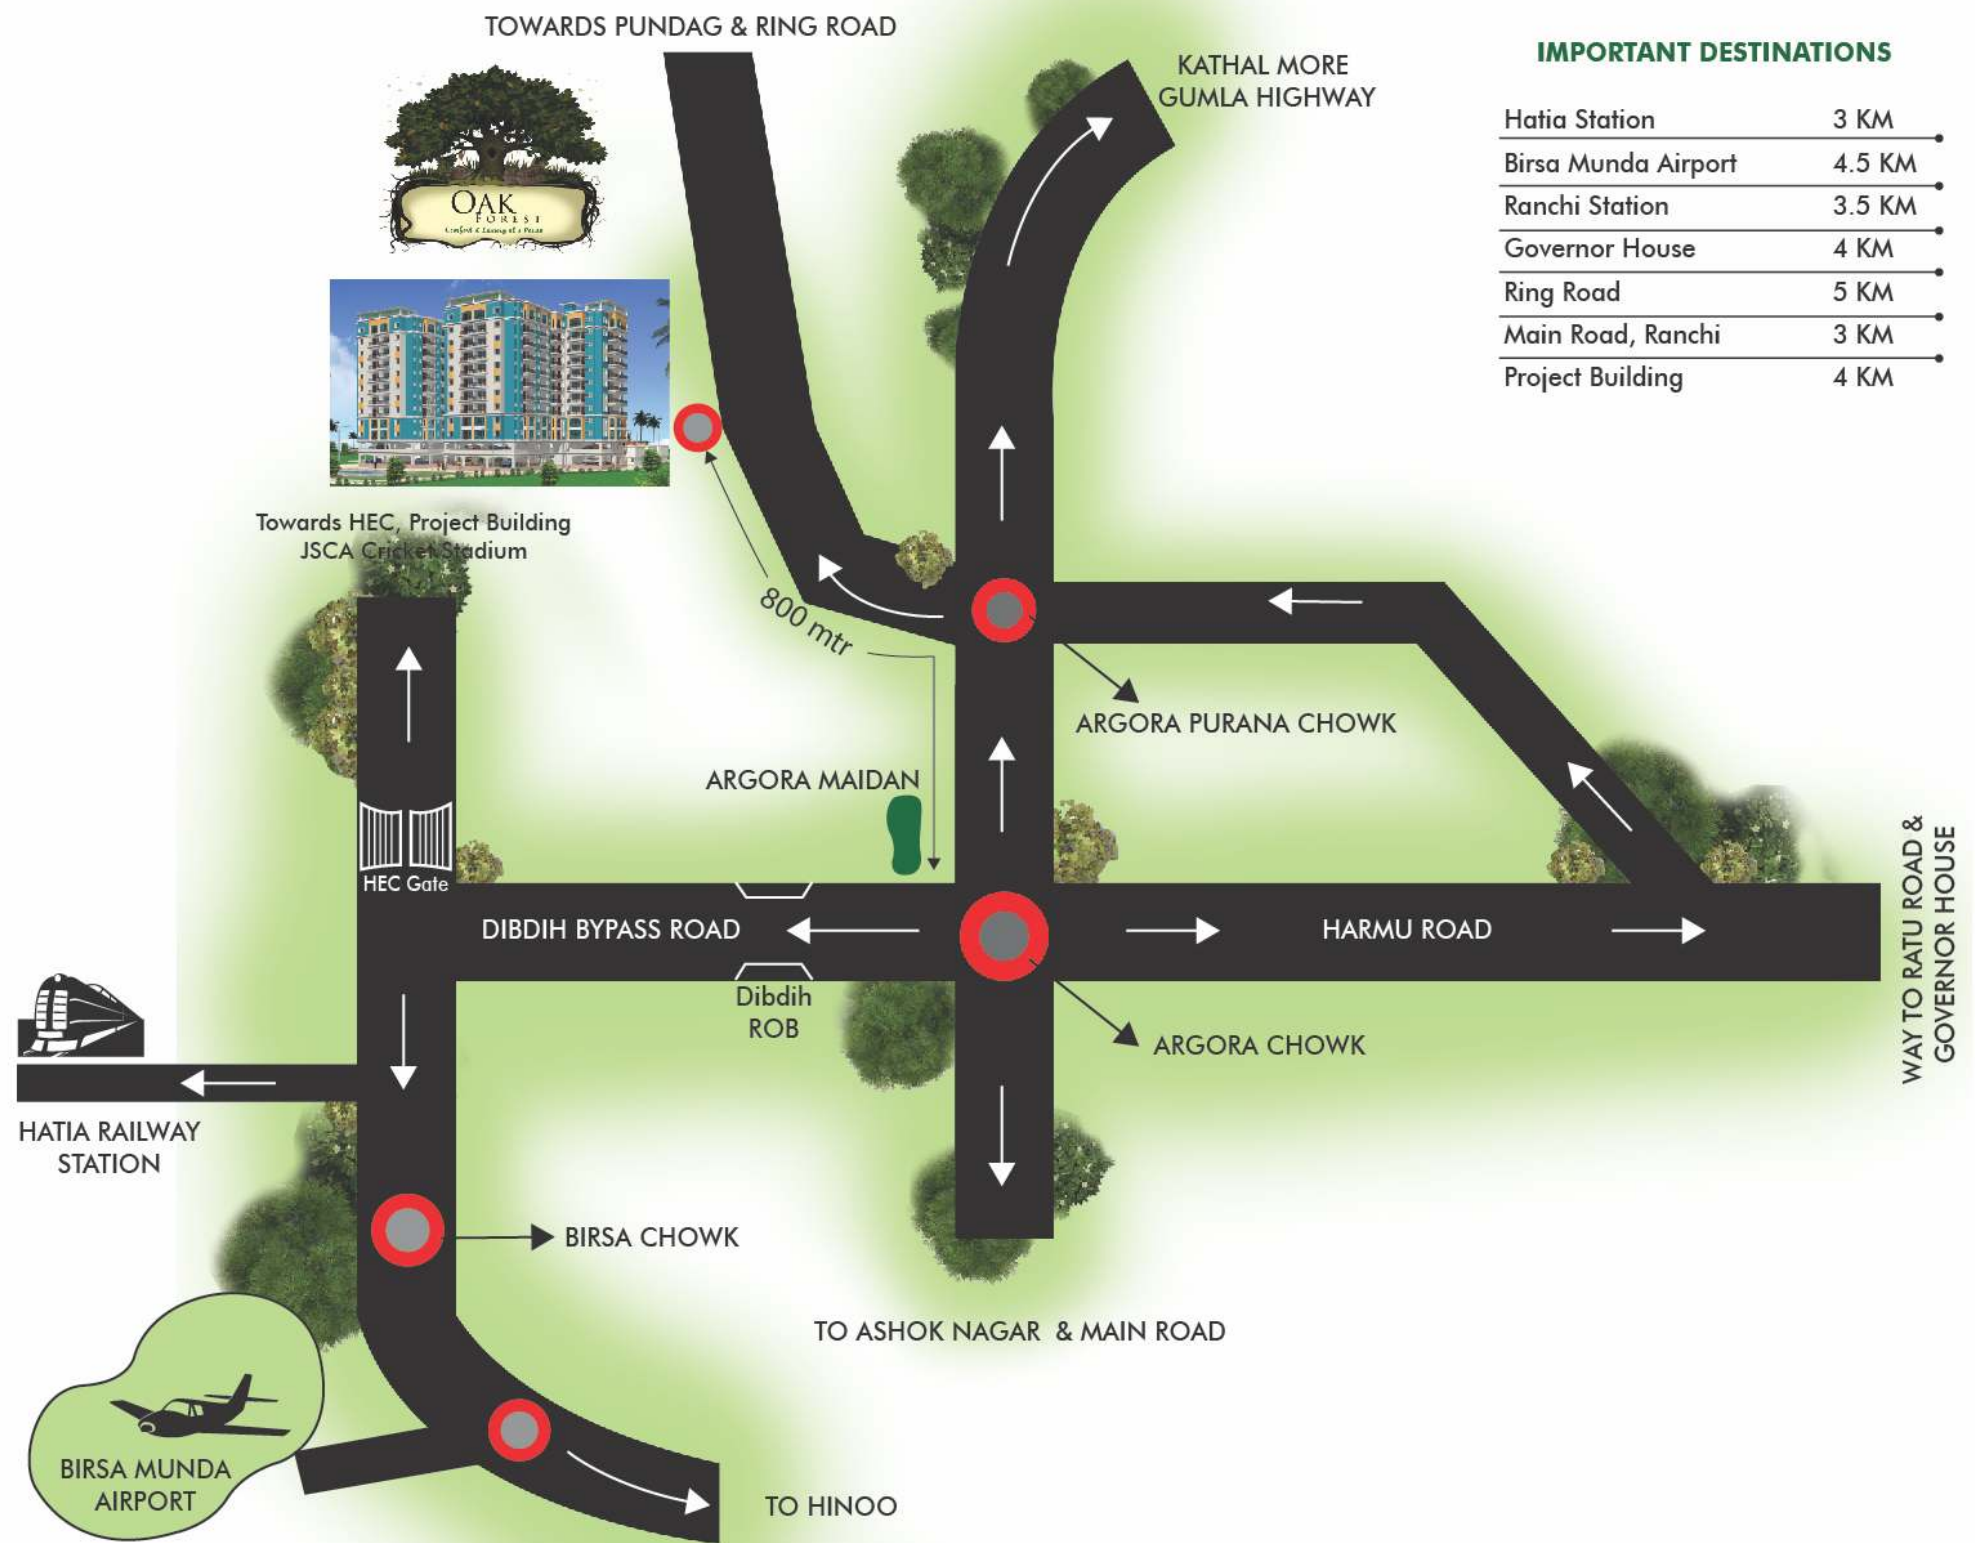 TOWARDS PUNDAG & RING ROAD
KATHAL MORE
GUMLA HIGHWAY
IMPORTANT DESTINATIONS
Hatia Station 3 KM
Birsa Munda Airport 4.5 KM
Ranchi Station 3.5 KM
Governor House 4 KM
Ring Road 5 KM
Main Road, Ranchi 3 KM
Project Building 4 KM
OAK
FOREST
Comfort & Luxury at a Price
Towards HEC, Project Building
JSCA Cricket Stadium
800 mtr
ARGORA PURANA CHOWK
ARGORA MAIDAN
HEC Gate
DIBDIH BYPASS ROAD
HARMU ROAD
WAY TO RATU ROAD &
GOVERNOR HOUSE
Dibdih
ROB
ARGORA CHOWK
HATIA RAILWAY
STATION
BIRSA CHOWK
TO ASHOK NAGAR & MAIN ROAD
BIRSA MUNDA
AIRPORT
TO HINOO